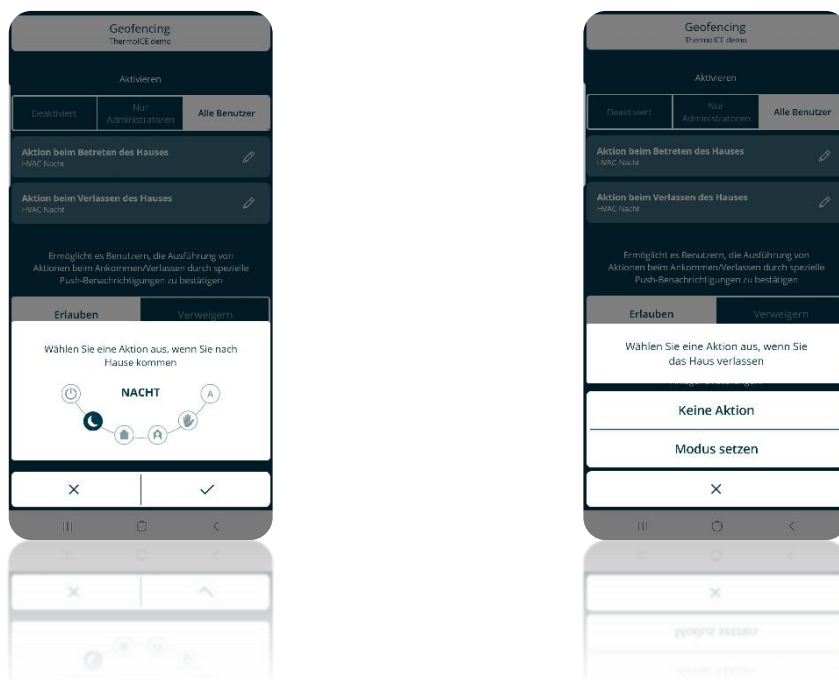 Geofencing
ThermoICE demo
Aktivieren
Deaktiviert
Nur
Administratoren
Alle Benutzer
Aktion beim Betreten des Hauses
HVAC Nacht
Aktion beim Verlassen des Hauses
HVAC Nacht
Ermöglicht es Benutzern, die Ausführung von
Aktionen beim Ankommen/Verlassen durch spezielle
Push-Benachrichtigungen zu bestätigen
Erlauben
Verweigern
Wählen Sie eine Aktion aus, wenn Sie nach
Hause kommen
NACHT
A
Geofencing
ThermoICE demo
Aktivieren
Deaktiviert
Nur
Administratoren
Alle Benutzer
Aktion beim Betreten des Hauses
HVAC Nacht
Aktion beim Verlassen des Hauses
HVAC Nacht
Ermöglicht es Benutzern, die Ausführung von
Aktionen beim Ankommen/Verlassen durch spezielle
Push-Benachrichtigungen zu bestätigen
Erlauben
Verweigern
Wählen Sie eine Aktion aus, wenn Sie
das Haus verlassen
Keine Aktion
Modus setzen